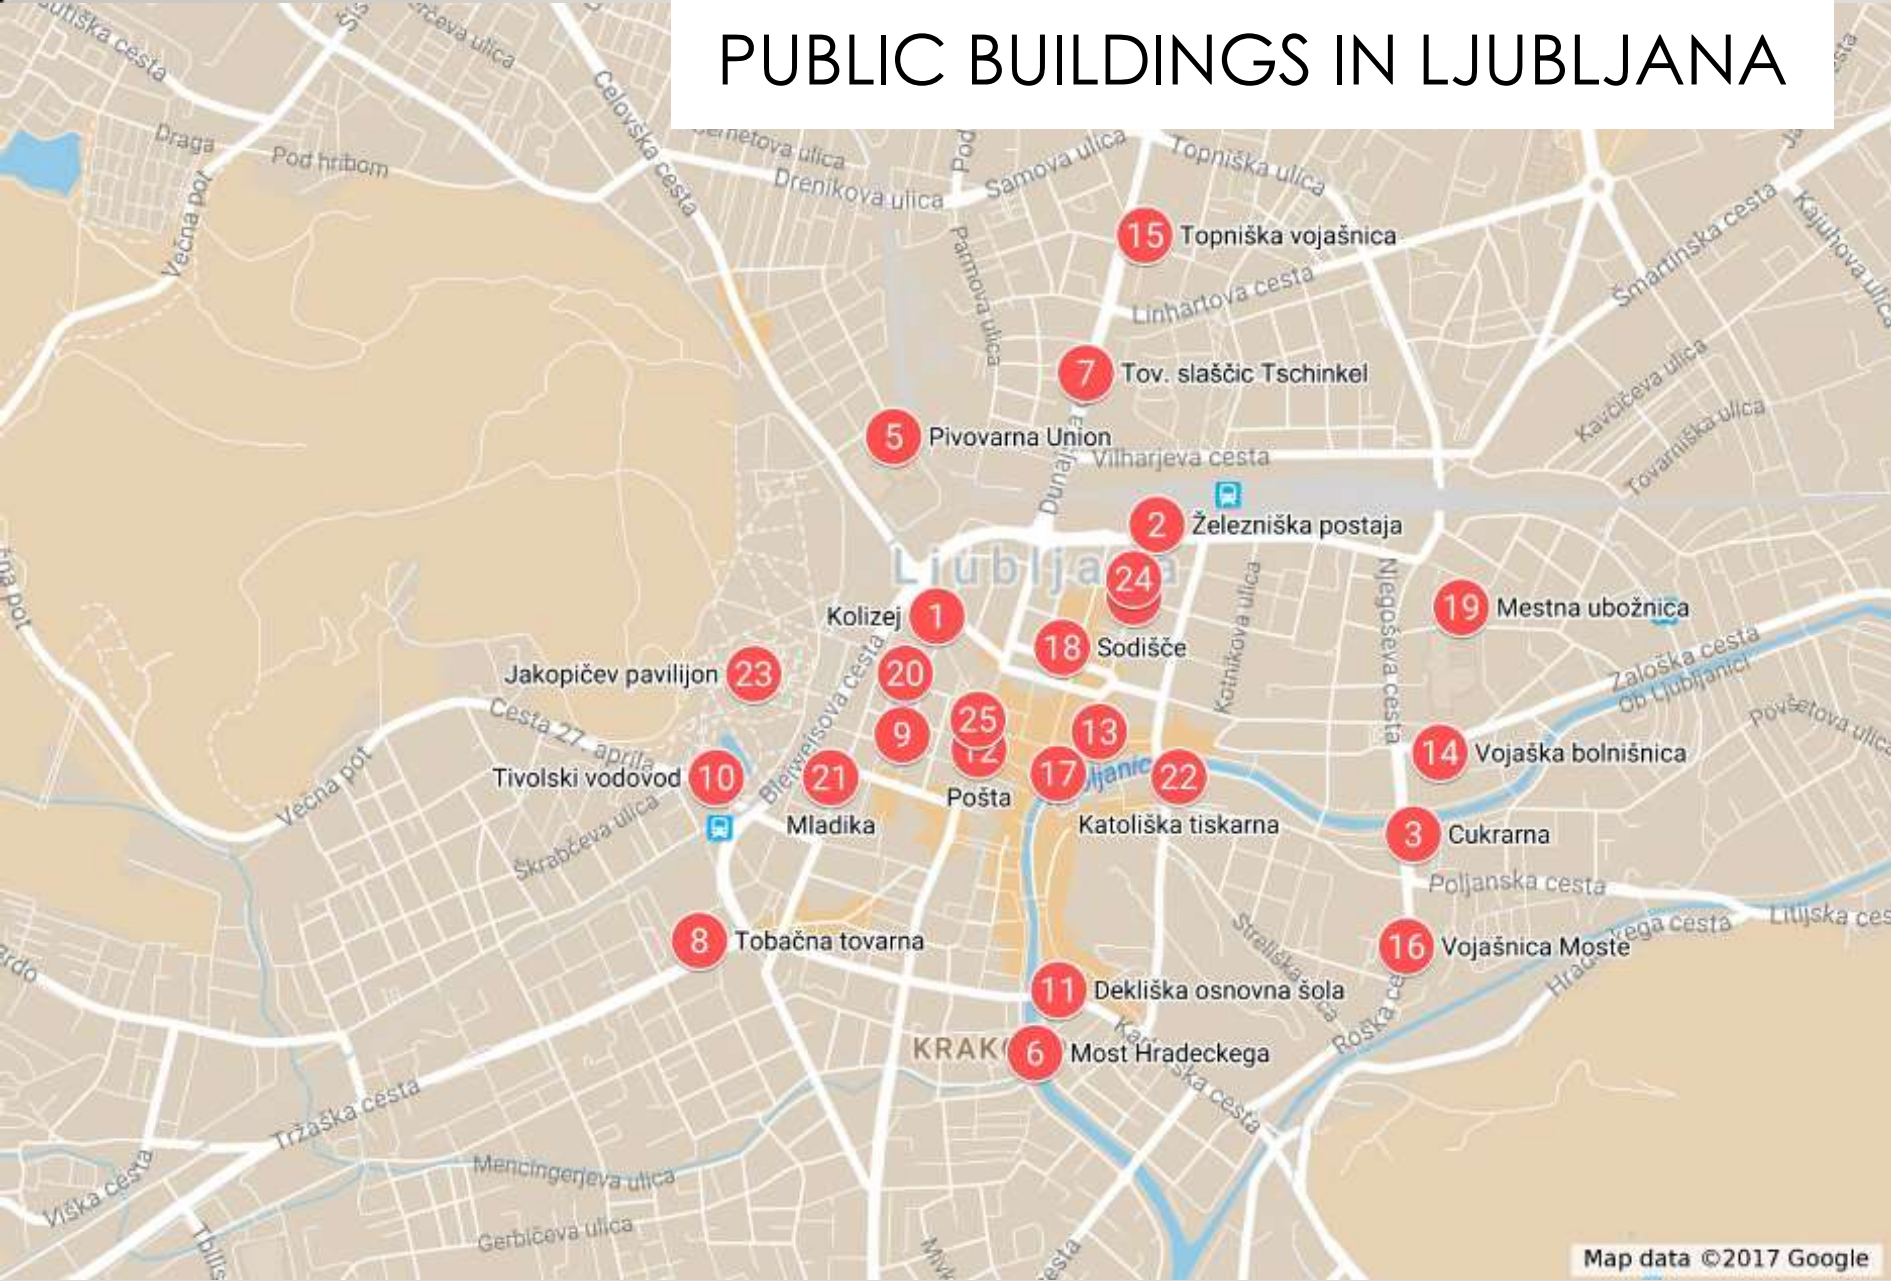 PUBLIC BUILDINGS IN LJUBLJANA
Celovška cesta
Draga
Pod hribom
Večna pot
Drenikova ulica
Samova ulica
Topniška ulica
15 Topniška vojašnica
Parmova ulica
Linhartova cesta
Šmartinska cesta
7 Tov. slaščic Tschinkel
Kavčičeva ulica
Tovarniška ulica
5 Pivovarna Union
Vilharjeva cesta
2 Železniška postaja
24
Kolizej 1
Kotnikova ulica
Njegoševa cesta
19 Mestna ubožnica
18 Sodišče
Zaloška cesta
Ob Ljubljanici
Jakopičev pavilijon 23
20
Bleiweisova cesta
Cesta 27. aprila
25
9
12
13
Povšetova ulica
14 Vojaška bolnišnica
Tivolski vodovod 10
21
17
22
Večna pot
Pošta
Mladika
Katoliška tiskarna
3 Cukrarna
Škrabčeva ulica
Poljanska cesta
8 Tobačna tovarna
Streliška ulica
16 Vojašnica Moste
11 Dekliška osnovna šola
6 Most Hradeckega
Tržaška cesta
Mencingerjeva ulica
Viška cesta
Gerbičeva ulica
Map data ©2017 Google